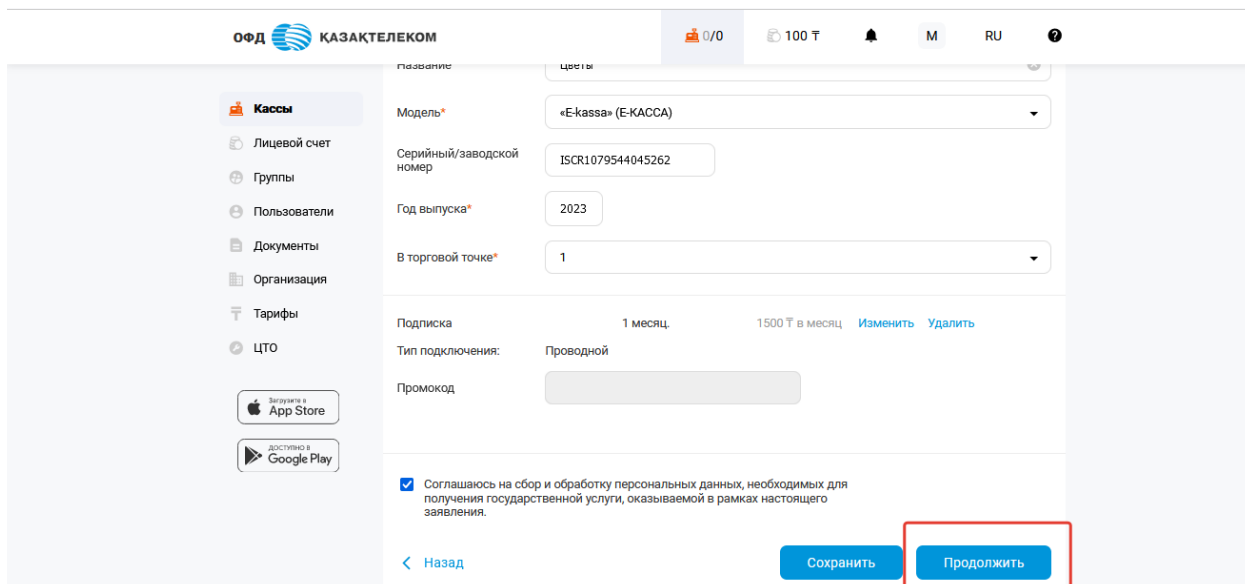 ОФД ҚАЗАҚТЕЛЕКОМ 0/0 100 ₸ M RU
Название Цветы
Кассы
Модель* «E-kassa» (Е-КАССА)
Лицевой счет
Серийный/заводской
номер
ISCR1079544045262
Группы
Год выпуска* 2023
Пользователи
Документы
В торговой точке* 1
Организация
Тарифы
Подписка 1 месяц. 1500 ₸ в месяц Изменить Удалить
ЦТО
Тип подключения: Проводной
Промокод
Загрузите в
App Store
ДОСТУПНО В
Google Play
Соглашаюсь на сбор и обработку персональных данных, необходимых для
получения государственной услуги, оказываемой в рамках настоящего
заявления.
Назад Сохранить Продолжить